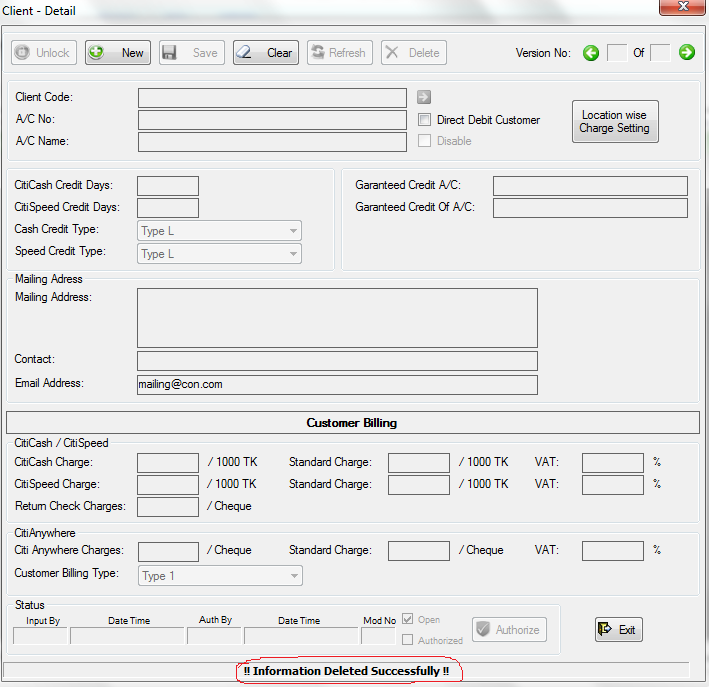 Client - Detail
Unlock New Save Clear Refresh Delete Version No: Of
Client Code:
A/C No: Direct Debit Customer
A/C Name: Disable
Location wise
Charge Setting
CitiCash Credit Days: Garanteed Credit A/C:
CitiSpeed Credit Days: Garanteed Credit Of A/C:
Cash Credit Type: Type L
Speed Credit Type: Type L
Mailing Adress
Mailing Address:
Contact:
Email Address: mailing@con.com
Customer Billing
CitiCash / CitiSpeed
CitiCash Charge: / 1000 TK Standard Charge: / 1000 TK VAT: %
CitiSpeed Charge: / 1000 TK Standard Charge: / 1000 TK VAT: %
Return Check Charges: / Cheque
CitiAnywhere
Citi Anywhere Charges: / Cheque Standard Charge: / Cheque VAT: %
Customer Billing Type: Type 1
Status
Input By Date Time Auth By Date Time Mod No Open
Authorized Authorize Exit
!! Information Deleted Successfully !!